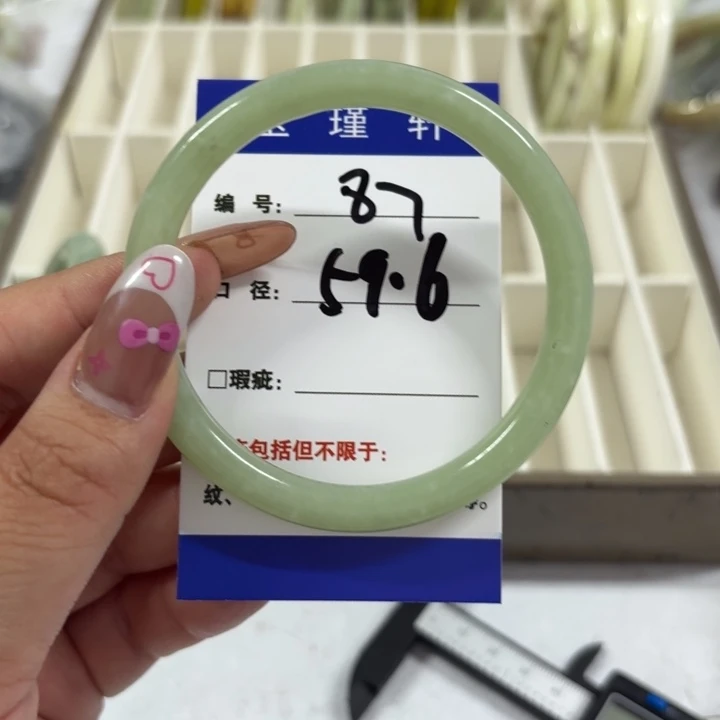 瑾轩
编 号: 87
口 径: 59.6
□瑕疵:
包括但不限于:
纹、